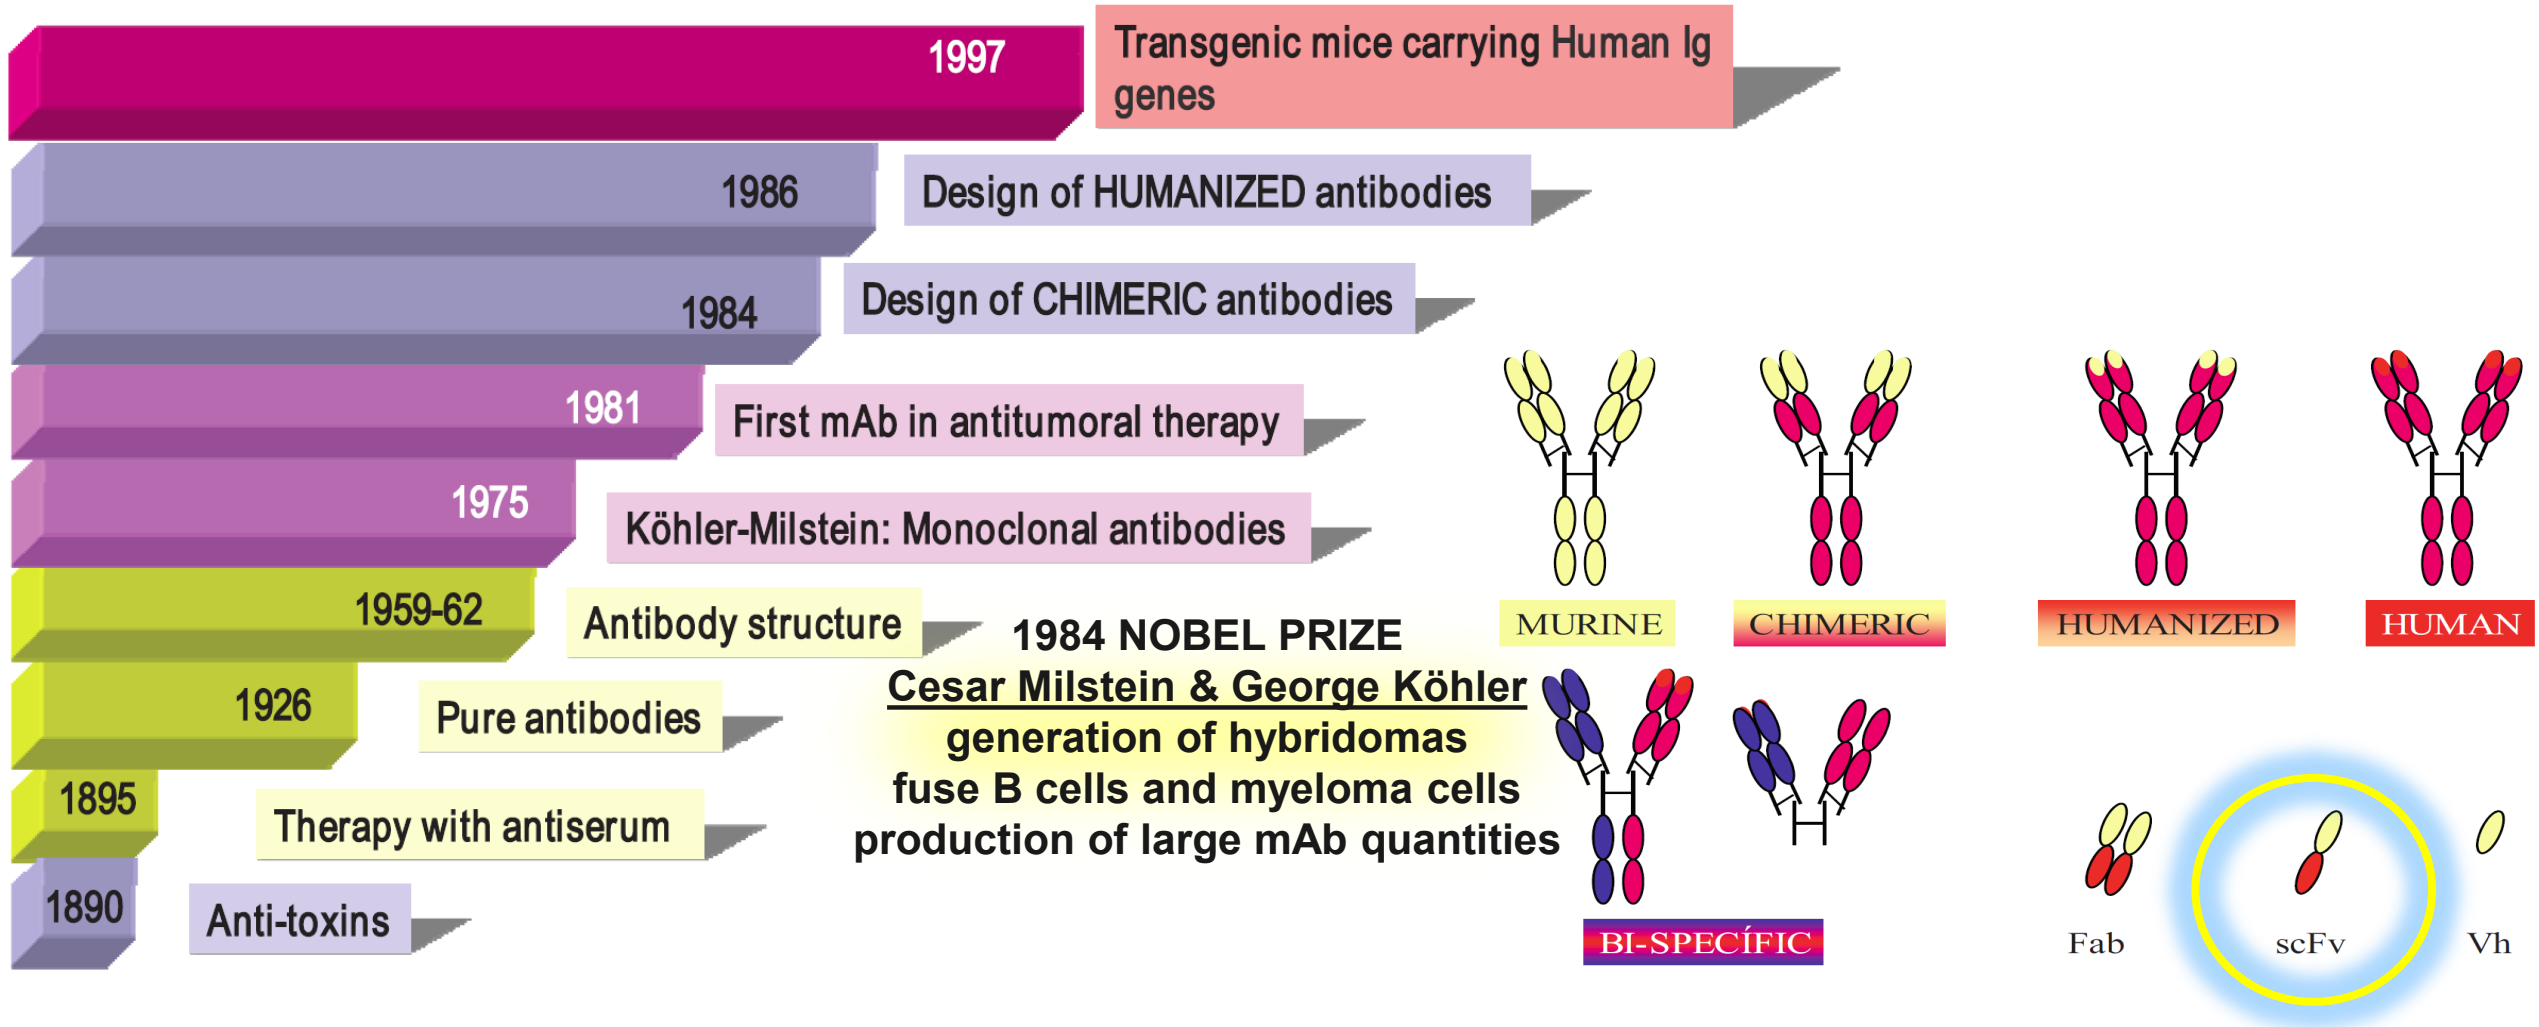 1997
Transgenic mice carrying Human Ig
genes
1986
Design of HUMANIZED antibodies
1984
Design of CHIMERIC antibodies
1981
First mAb in antitumoral therapy
1975
Köhler-Milstein: Monoclonal antibodies
1959-62
Antibody structure
1926
Pure antibodies
1895
Therapy with antiserum
1890
Anti-toxins
1984 NOBEL PRIZE
Cesar Milstein & George Köhler
generation of hybridomas
fuse B cells and myeloma cells
production of large mAb quantities
MURINE
CHIMERIC
HUMANIZED
HUMAN
BI-SPECÍFIC
Fab
scFv
Vh